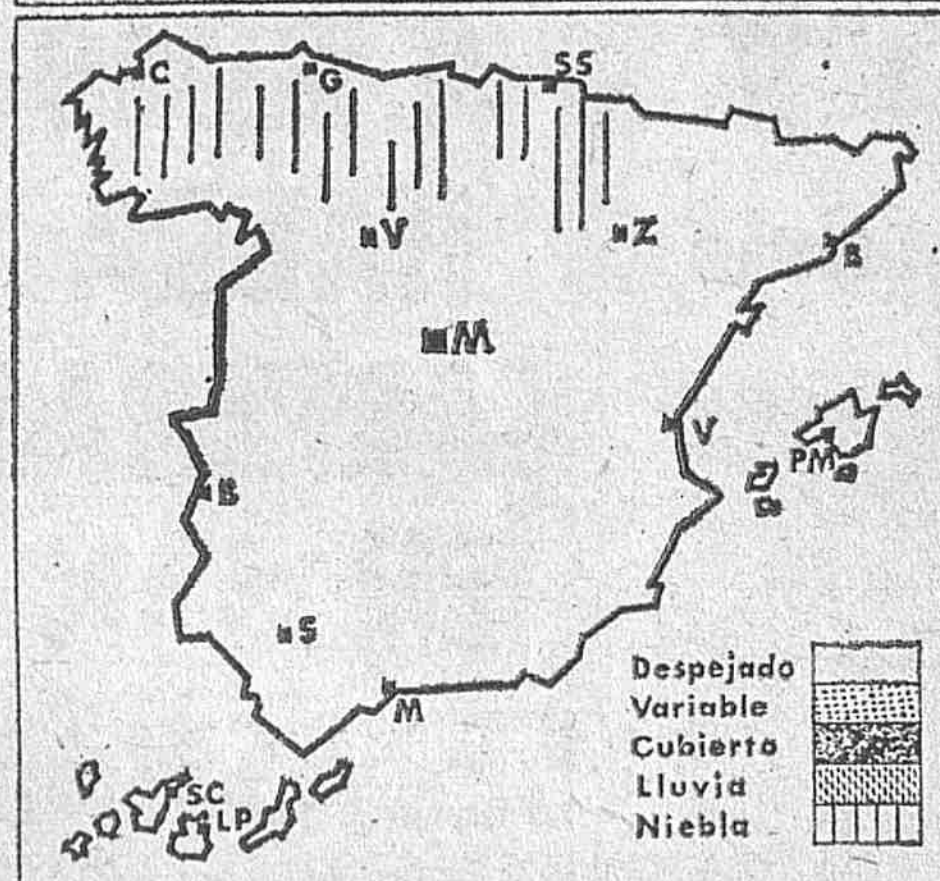 C
G
SS
V
Z
B
M
V
PM
B
S
M
SC
LP
Despejado
Variable
Cubierto
Lluvia
Niebla